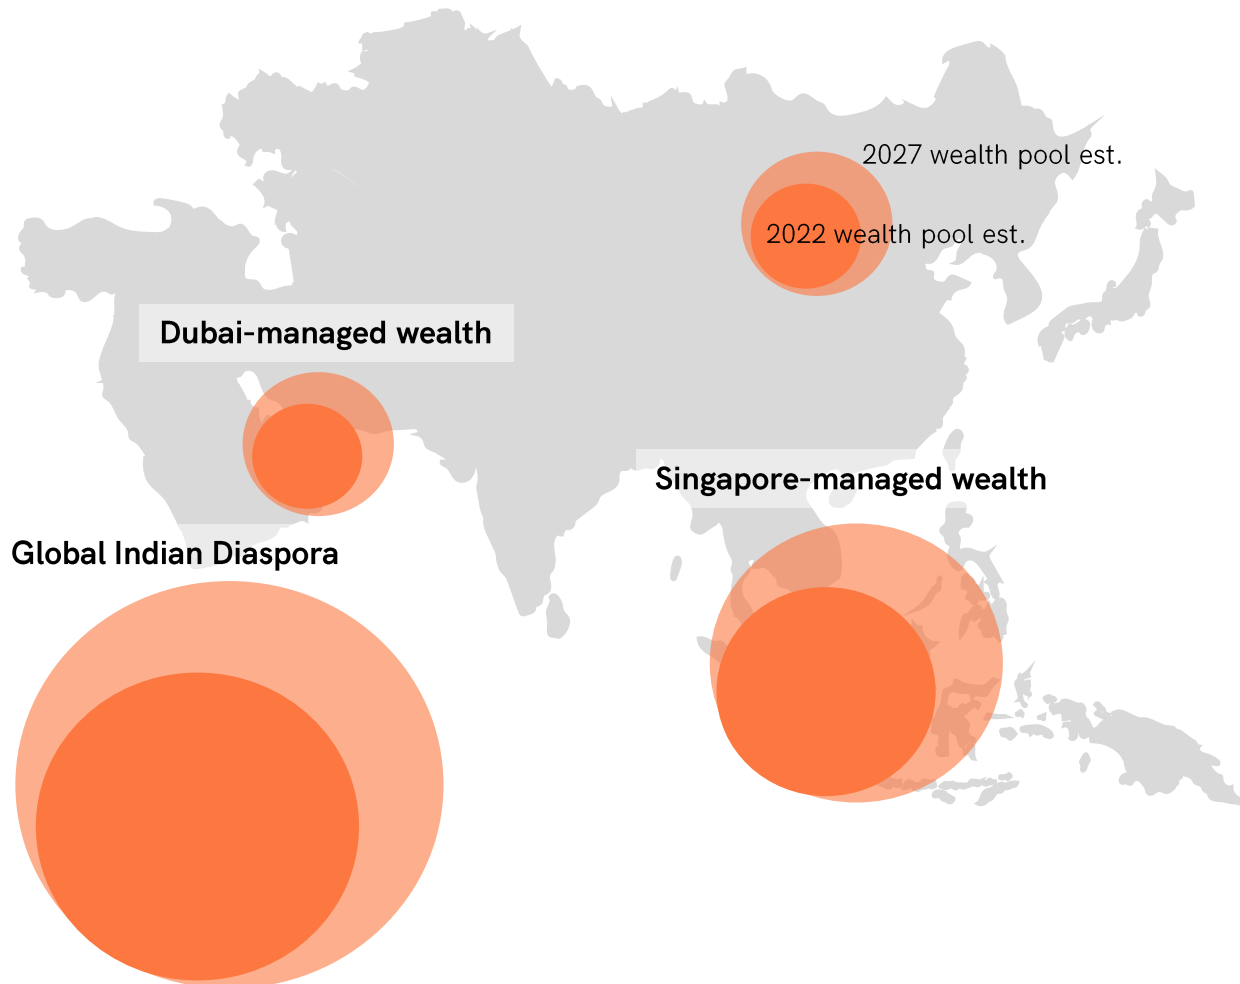 2027 wealth pool est.
2022 wealth pool est.
Dubai-managed wealth
Singapore-managed wealth
Global Indian Diaspora